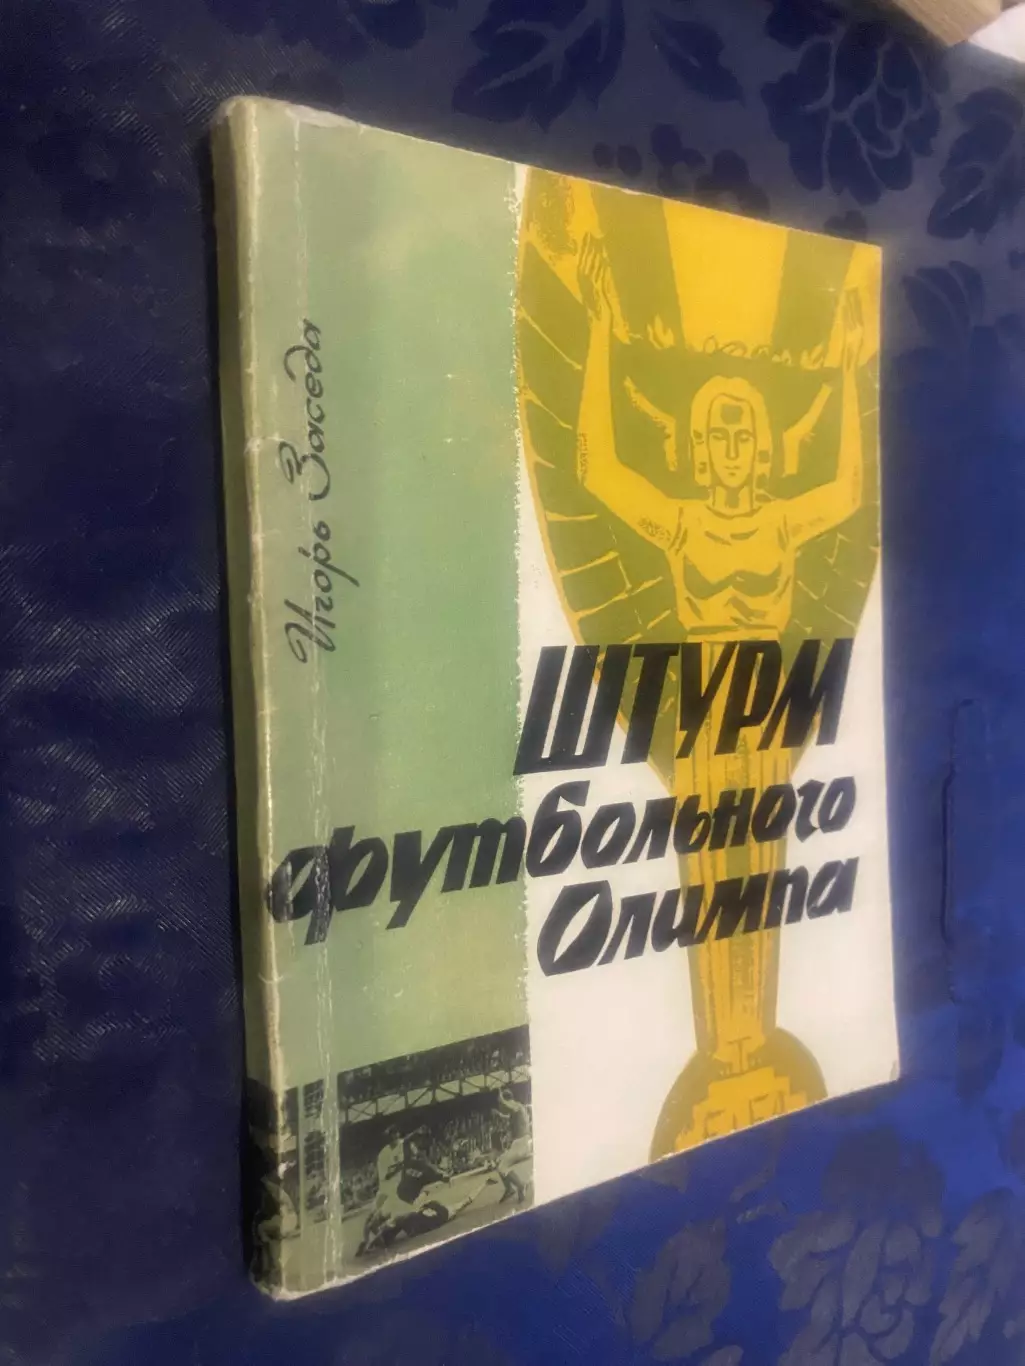 Игорь Заседа
ШТУРМ
футбольного
Олимпа